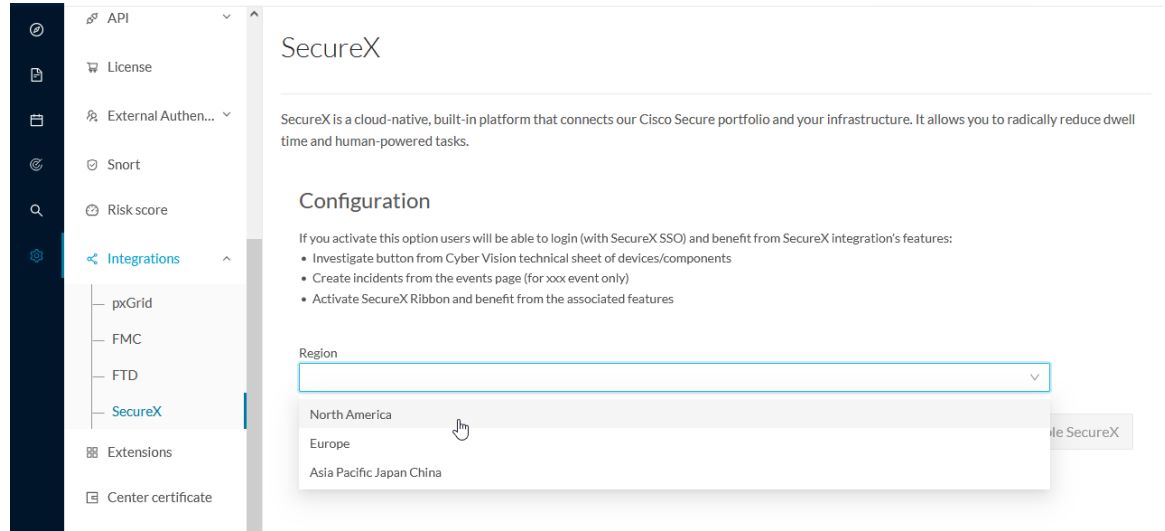 API
License
External Authen...
Snort
Risk score
Integrations
pxGrid
FMC
FTD
SecureX
Extensions
Center certificate
SecureX
SecureX is a cloud-native, built-in platform that connects our Cisco Secure portfolio and your infrastructure. It allows you to radically reduce dwell
time and human-powered tasks.
Configuration
If you activate this option users will be able to login (with SecureX SSO) and benefit from SecureX integration's features:
• Investigate button from Cyber Vision technical sheet of devices/components
• Create incidents from the events page (for xxx event only)
• Activate SecureX Ribbon and benefit from the associated features
Region
North America
Europe
Asia Pacific Japan China
SecureX